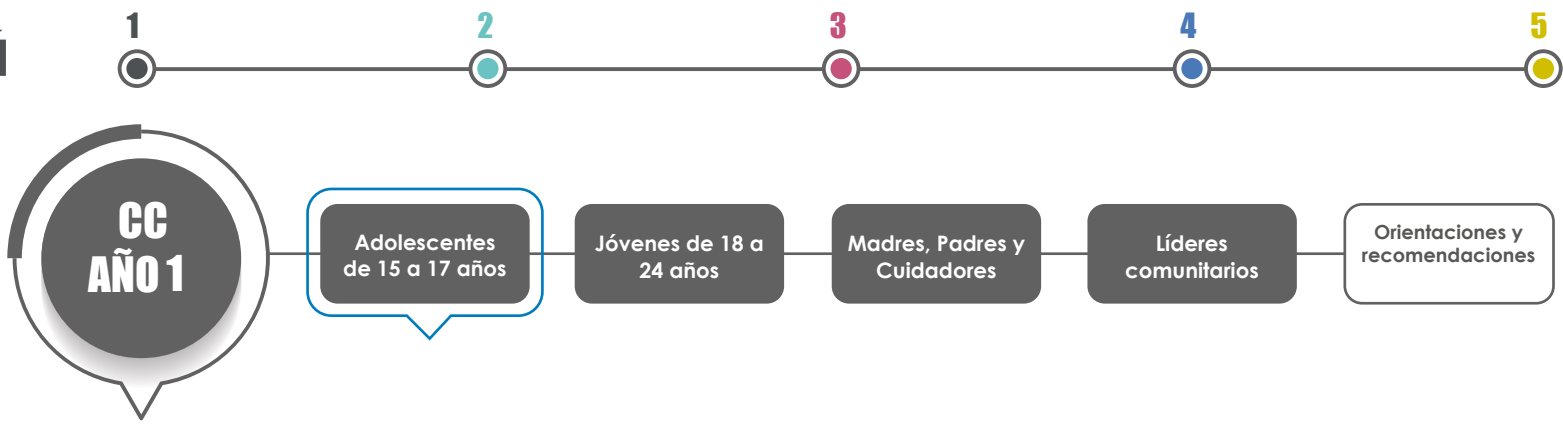 1 2 3 4 5
CC
AÑO 1
Adolescentes
de 15 a 17 años
Jóvenes de 18 a
24 años
Madres, Padres y
Cuidadores
Líderes
comunitarios
Orientaciones y
recomendaciones